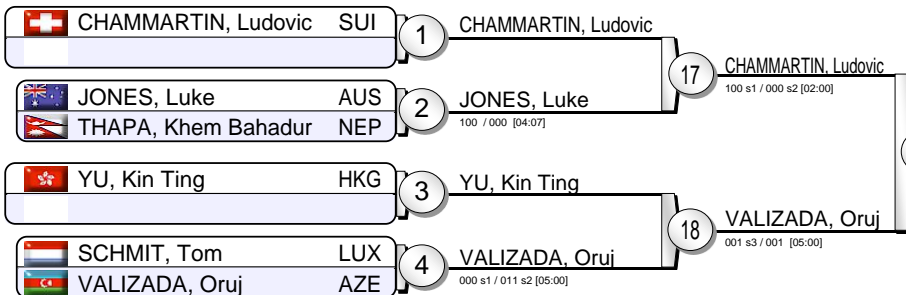 CHAMMARTIN, Ludovic SUI
1
CHAMMARTIN, Ludovic
JONES, Luke AUS
THAPA, Khem Bahadur NEP
2
JONES, Luke
100 / 000 [04:07]
17
CHAMMARTIN, Ludovic
100 s1 / 000 s2 [02:00]
YU, Kin Ting HKG
3
YU, Kin Ting
SCHMIT, Tom LUX
VALIZADA, Oruj AZE
4
VALIZADA, Oruj
000 s1 / 011 s2 [05:00]
18
VALIZADA, Oruj
001 s3 / 001 [05:00]